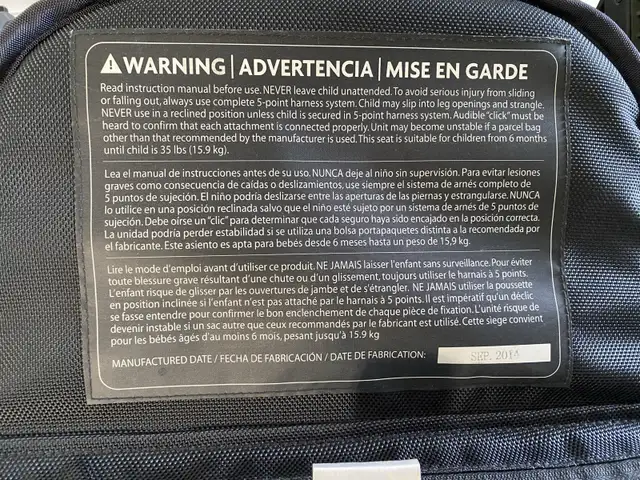 ⚠WARNING | ADVERTENCIA | MISE EN GARDE
Read instruction manual before use. NEVER leave child unattended. To avoid serious injury from sliding
or falling out, always use complete 5-point harness system. Child may slip into leg openings and strangle.
NEVER use in a reclined position unless child is secured in 5-point harness system. Audible "click" must be
heard to confirm that each attachment is connected properly. Unit may become unstable if a parcel bag
other than that recommended by the manufacturer is used. This seat is suitable for children from 6 months
until child is 35 lbs (15.9 kg).
Lea el manual de instrucciones antes de su uso. NUNCA deje al niño sin supervisión. Para evitar lesiones
graves como consecuencia de caídas o deslizamientos, use siempre el sistema de arnés completo de
5 puntos de sujeción. El niño podría deslizarse entre las aperturas de las piernas y estrangularse. NUNCA
lo utilice en una posición reclinada salvo que el niño esté sujeto por un sistema de arnés de 5 puntos de
sujeción. Debe oírse un "clic" para determinar que cada seguro haya sido encajado en la posición correcta.
La unidad podría perder estabilidad si se utiliza una bolsa portapaquetes distinta a la recomendada por
el fabricante. Este asiento es apta para bebés desde 6 meses hasta un peso de 15,9 kg.
Lire le mode d'emploi avant d'utiliser ce produit. NE JAMAIS laisser l'enfant sans surveillance. Pour éviter
toute blessure grave résultant d'une chute ou d'un glissement, toujours utiliser le harnais à 5 points.
L'enfant risque de glisser par les ouvertures de jambe et de s'étrangler. NE JAMAIS utiliser la poussette
en position inclinée si l'enfant n'est pas attaché par le harnais à 5 points. Il est impératif qu'un déclic
se fasse entendre pour confirmer le bon enclenchement de chaque pièce de fixation. L'unité risque de
devenir instable si un sac autre que ceux recommandés par le fabricant est utilisé. Cette siege convient
pour les bébés âgés d'au moins 6 mois, pesant jusqu'à 15.9 kg
MANUFACTURED DATE / FECHA DE FABRICACIÓN / DATE DE FABRICATION: SEP. 2014